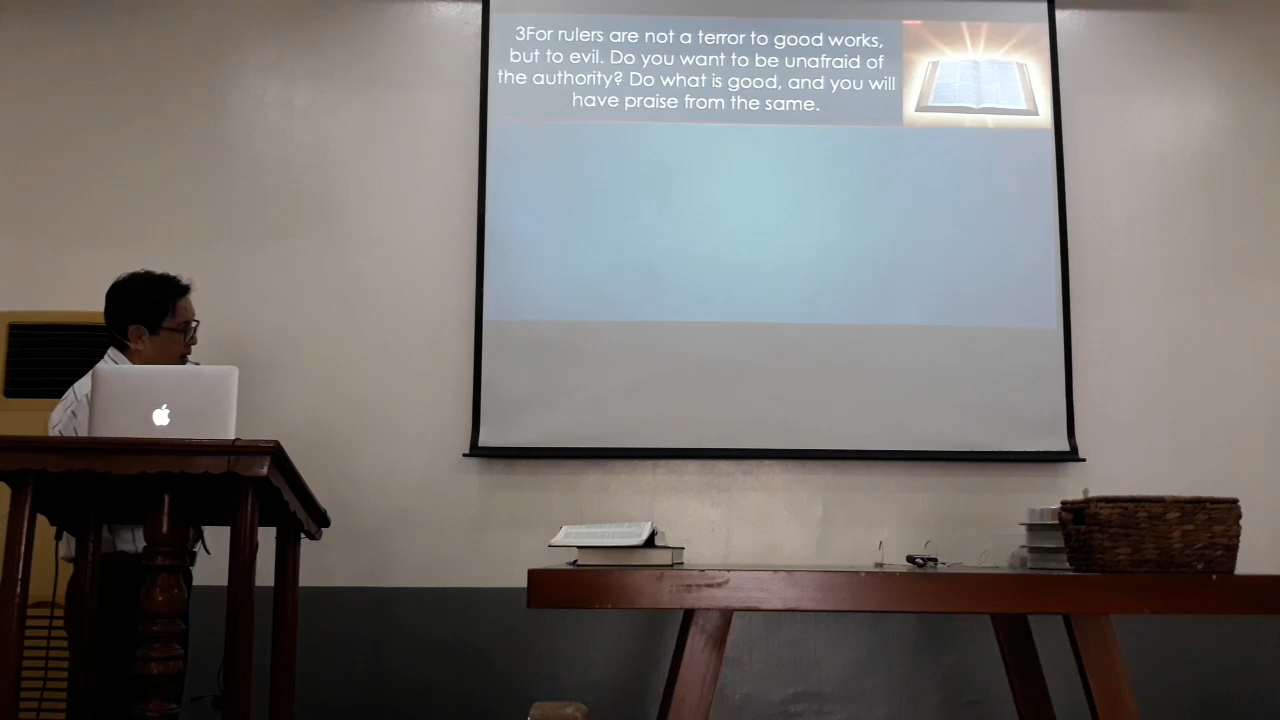 3For rulers are not a terror to good works,
but to evil. Do you want to be unafraid of
the authority? Do what is good, and you will
have praise from the same.